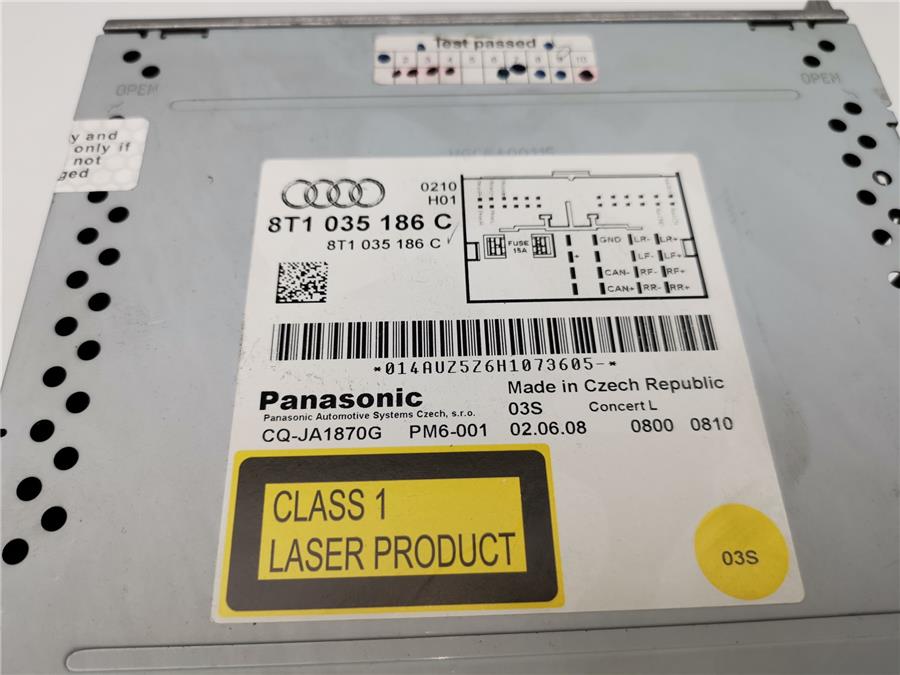 Test passed
1 2 3 4 5 6 7 8 9 10
OPEN
OPEN
y and
only if
not
ged
0210
H01
8T1 035 186 C
8T1 035 186 C
FUSE
15A
GND LR- LR+
+ LF- LF+
CAN- RF- RF+
CAN+ RR- RR+
*014AUZ5Z6H1073605-*
Panasonic
Made in Czech Republic
Panasonic Automotive Systems Czech, s.r.o.
03S Concert L
CQ-JA1870G PM6-001 02.06.08 0800 0810
CLASS 1
LASER PRODUCT
03S